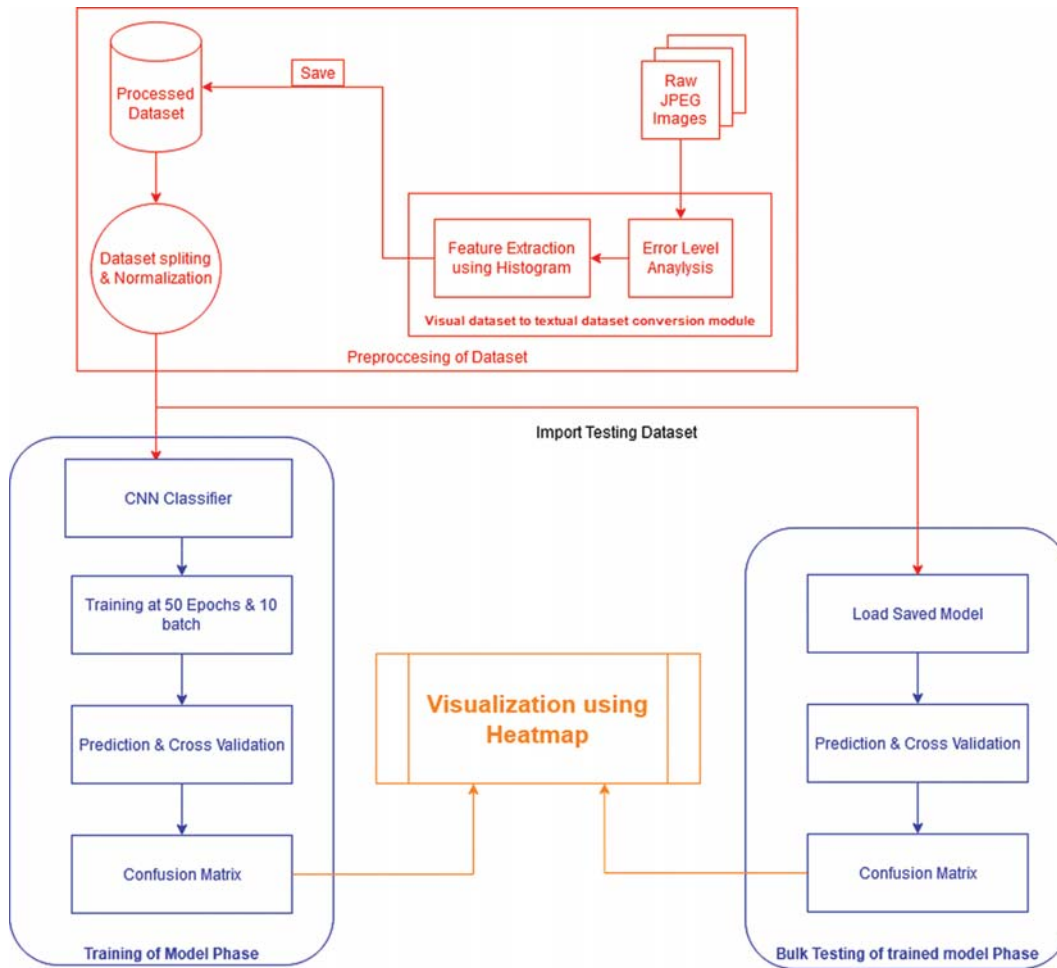 Save
Processed
Dataset
Raw
JPEG
Images
Dataset spliting
& Normalization
Feature Extraction
using Histogram
Error Level
Anaylysis
Visual dataset to textual dataset conversion module
Preproccesing of Dataset
Import Testing Dataset
CNN Classifier
Training at 50 Epochs & 10
batch
Prediction & Cross Validation
Confusion Matrix
Training of Model Phase
Visualization using
Heatmap
Load Saved Model
Prediction & Cross Validation
Confusion Matrix
Bulk Testing of trained model Phase